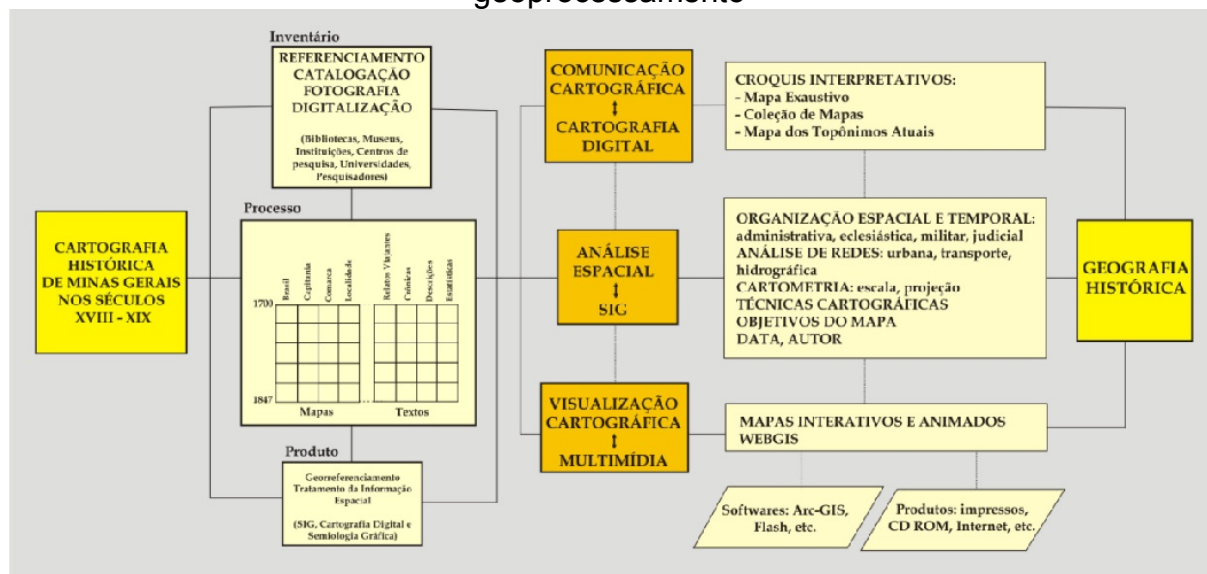 geoprocessamento
Inventário
REFERENCIAMENTO
CATALOGAÇÃO
FOTOGRAFIA
DIGITALIZAÇÃO
(Bibliotecas, Museus,
Instituições, Centros de
pesquisa, Universidades,
Pesquisadores)
Processo
CARTOGRAFIA
HISTÓRICA
DE MINAS GERAIS
NOS SÉCULOS
XVIII - XIX
Brasil
Capitania
Comarca
Localidade
Relatos Viajantes
Crônicas
Descrições
Estatísticas
1700
1847
...
Mapas
Textos
Produto
Georreferenciamento
Tratamento da Informação
Espacial
(SIG, Cartografia Digital e
Semiologia Gráfica)
COMUNICAÇÃO
CARTOGRÁFICA
↕
CARTOGRAFIA
DIGITAL
ANÁLISE
ESPACIAL
↕
SIG
VISUALIZAÇÃO
CARTOGRÁFICA
↕
MULTIMÍDIA
CROQUIS INTERPRETATIVOS:
- Mapa Exaustivo
- Coleção de Mapas
- Mapa dos Topônimos Atuais
ORGANIZAÇÃO ESPACIAL E TEMPORAL:
administrativa, eclesiástica, militar, judicial
ANÁLISE DE REDES: urbana, transporte,
hidrográfica
CARTOMETRIA: escala, projeção
TÉCNICAS CARTOGRÁFICAS
OBJETIVOS DO MAPA
DATA, AUTOR
MAPAS INTERATIVOS E ANIMADOS
WEBGIS
Softwares: Arc-GIS,
Flash, etc.
Produtos: impressos,
CD ROM, Internet, etc.
GEOGRAFIA
HISTÓRICA